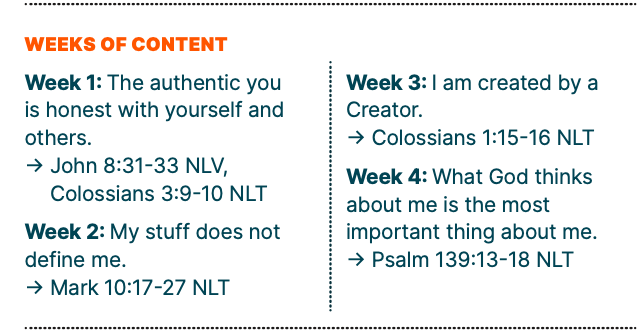 WEEKS OF CONTENT
Week 1: The authentic you
is honest with yourself and
others.
→ John 8:31-33 NLV,
Colossians 3:9-10 NLT
Week 2: My stuff does not
define me.
→ Mark 10:17-27 NLT
Week 3: I am created by a
Creator.
→ Colossians 1:15-16 NLT
Week 4: What God thinks
about me is the most
important thing about me.
→ Psalm 139:13-18 NLT